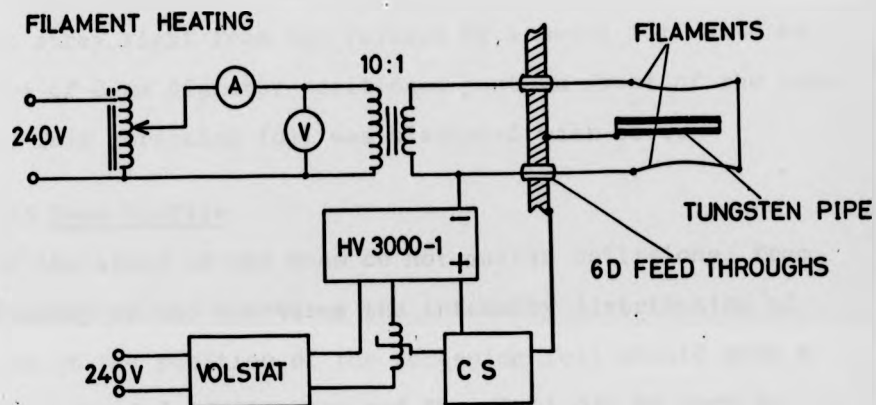 FILAMENT HEATING
FILAMENTS
10:1
A
240V
V
TUNGSTEN PIPE
HV 3000-1
−
+
6D FEED THROUGHS
240V
VOLSTAT
C S